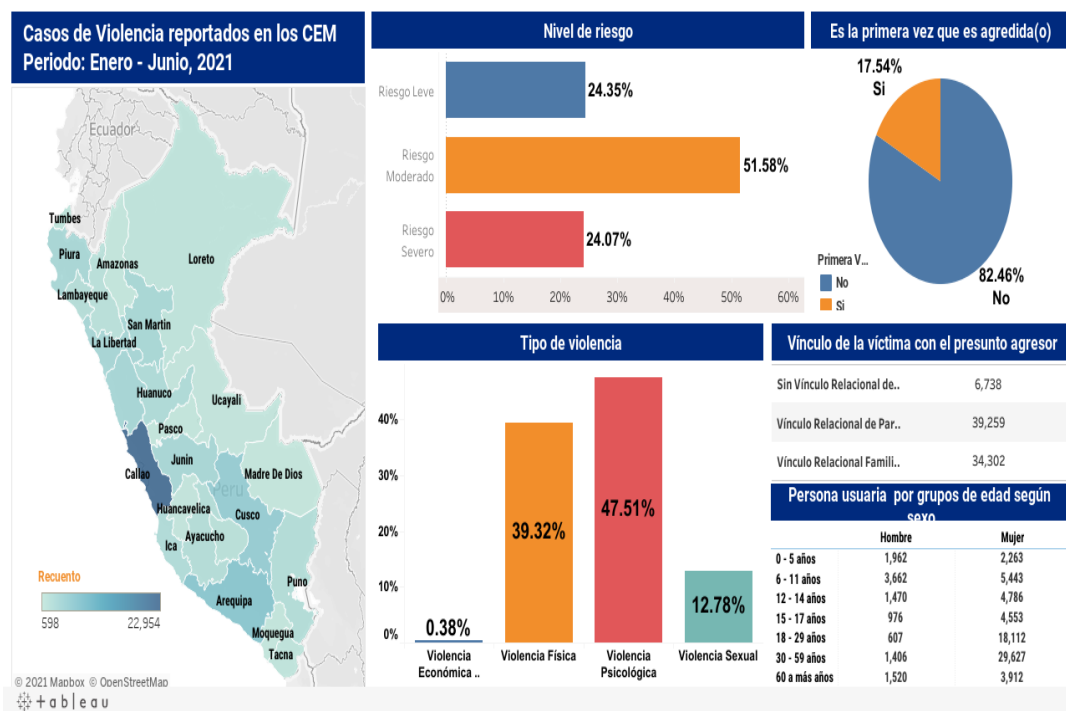 Casos de Violencia reportados en los CEM
Periodo: Enero - Junio, 2021
Ecuador
Tumbes
Piura
Amazonas
Loreto
Lambayeque
San Martin
La Libertad
Huanuco
Ucayali
Pasco
Junin
Callao
Madre De Dios
Peru
Huancavelica
Cusco
Ayacucho
Ica
Puno
Arequipa
Moquegua
Tacna
Recuento
598
22,954
© 2021 Mapbox © OpenStreetMap
Nivel de riesgo
Riesgo Leve
24.35%
Riesgo
Moderado
51.58%
Riesgo
Severo
24.07%
0% 10% 20% 30% 40% 50% 60%
Es la primera vez que es agredida(o)
17.54%
Si
82.46%
No
Primera V...
No
Si
Tipo de violencia
40%
30%
20%
10%
0%
0.38%
39.32%
47.51%
12.78%
Violencia
Económica ..
Violencia Física
Violencia
Psicológica
Violencia Sexual
Vínculo de la víctima con el presunto agresor
Sin Vínculo Relacional de.. 6,738
Vínculo Relacional de Par.. 39,259
Vínculo Relacional Famili.. 34,302
Persona usuaria por grupos de edad según
sexo
Hombre Mujer
0 - 5 años 1,962 2,263
6 - 11 años 3,662 5,443
12 - 14 años 1,470 4,786
15 - 17 años 976 4,553
18 - 29 años 607 18,112
30 - 59 años 1,406 29,627
60 a más años 1,520 3,912
+ a b l e a u